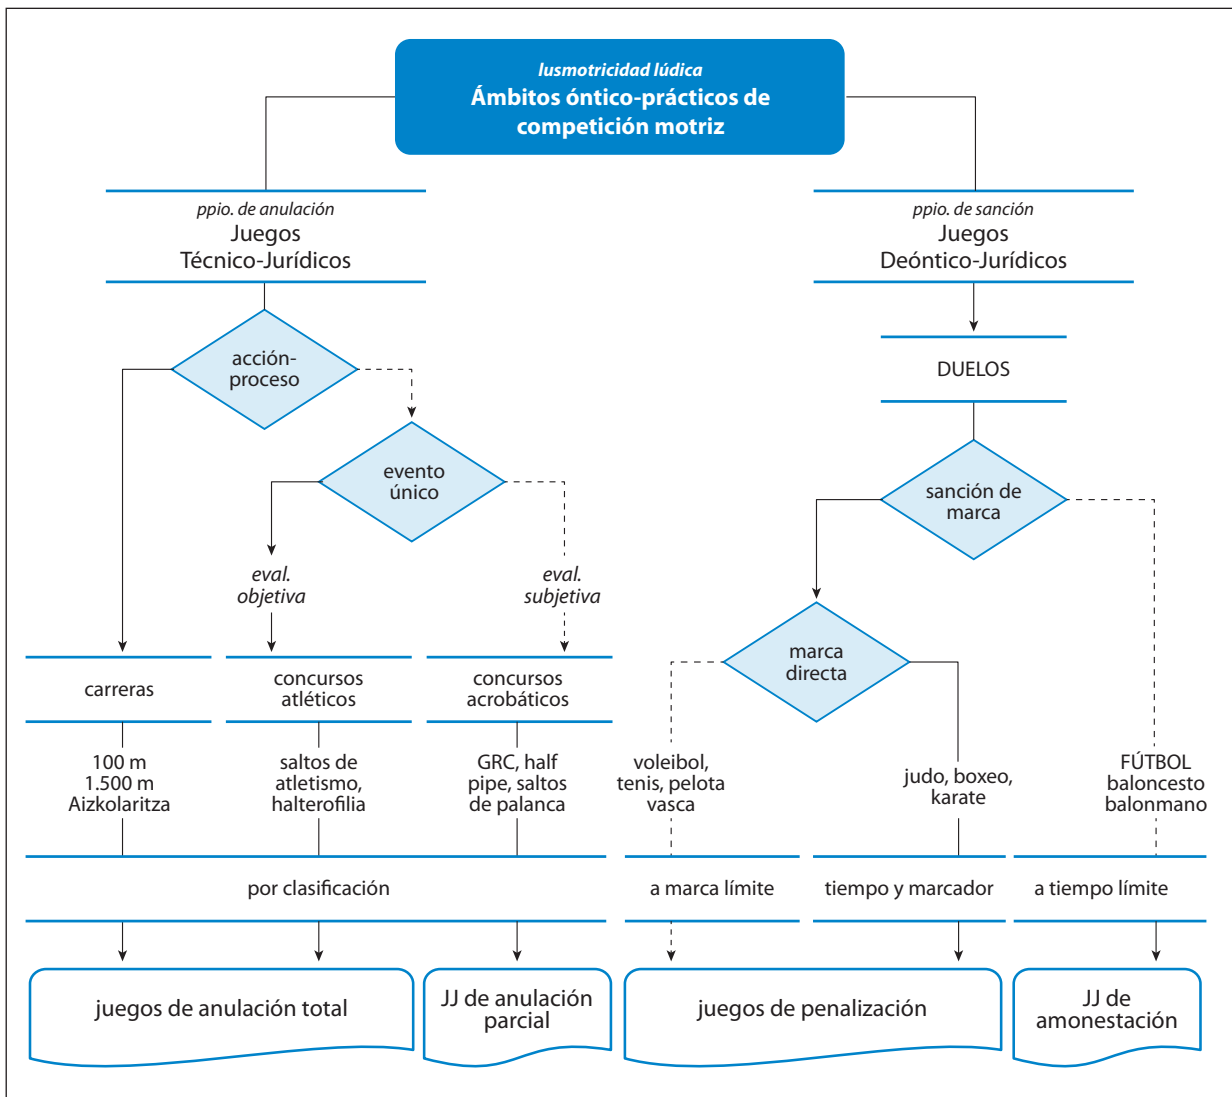 Iusmotricidad lúdica
Ámbitos óntico-prácticos de
competición motriz
ppio. de anulación
Juegos
Técnico-Jurídicos
ppio. de sanción
Juegos
Deóntico-Jurídicos
acción-
proceso
DUELOS
evento
único
sanción de
marca
eval.
objetiva
eval.
subjetiva
marca
directa
carreras
concursos
atléticos
concursos
acrobáticos
100 m
1.500 m
Aizkolaritza
saltos de
atletismo,
halterofilia
GRC, half
pipe, saltos
de palanca
voleibol,
tenis, pelota
vasca
judo, boxeo,
karate
FÚTBOL
baloncesto
balonmano
por clasificación
a marca límite
tiempo y marcador
a tiempo límite
juegos de anulación total
JJ de anulación
parcial
juegos de penalización
JJ de
amonestación